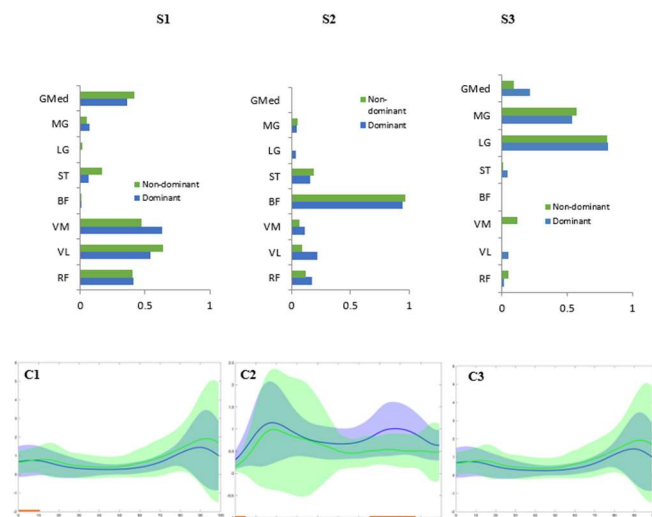 S1
S2
S3
GMed
MG
LG
ST
BF
VM
VL
RF
Non-dominant
Dominant
0
0.5
1
GMed
MG
LG
ST
BF
VM
VL
RF
Non-
dominant
Dominant
0
0.5
1
GMed
MG
LG
ST
BF
VM
VL
RF
Non-dominant
Dominant
0
0.5
1
C1
C2
C3